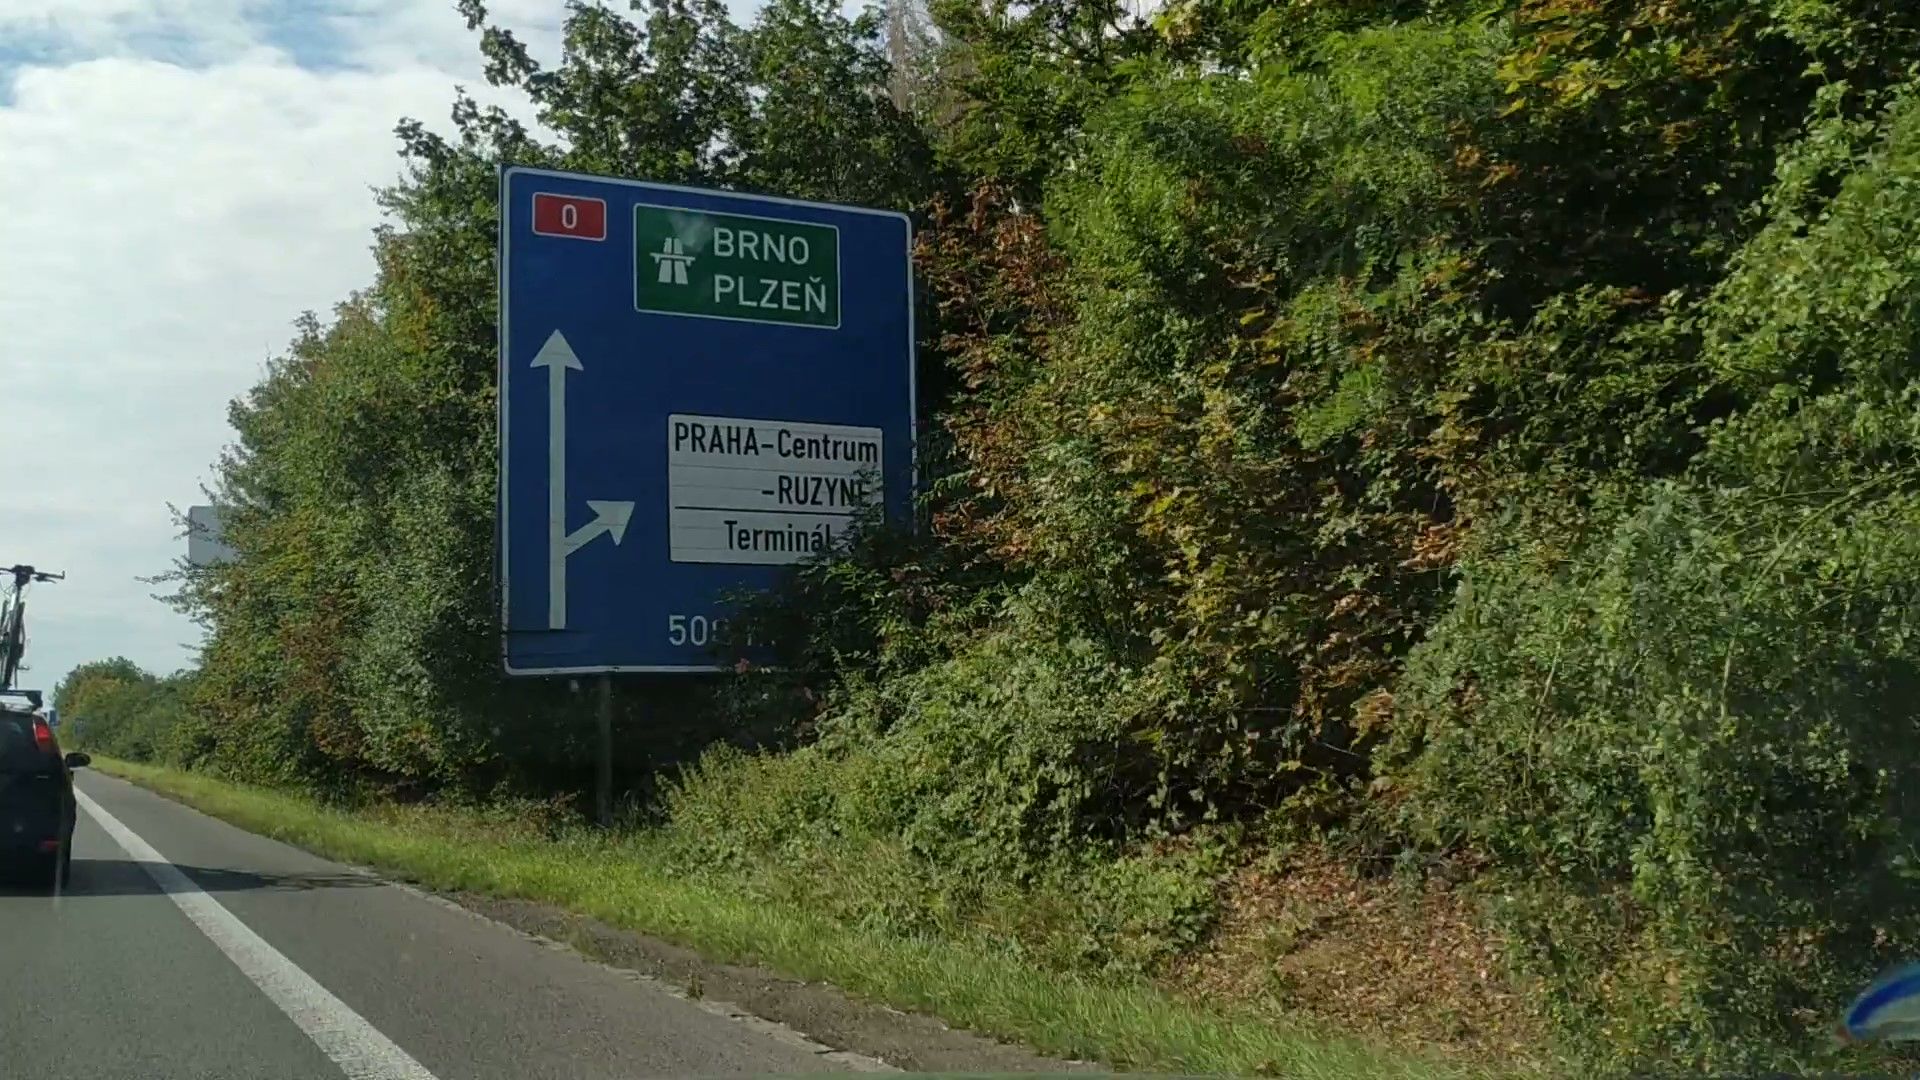 0
BRNO
PLZEŇ
PRAHA-Centrum
-RUZYNĚ
Terminál